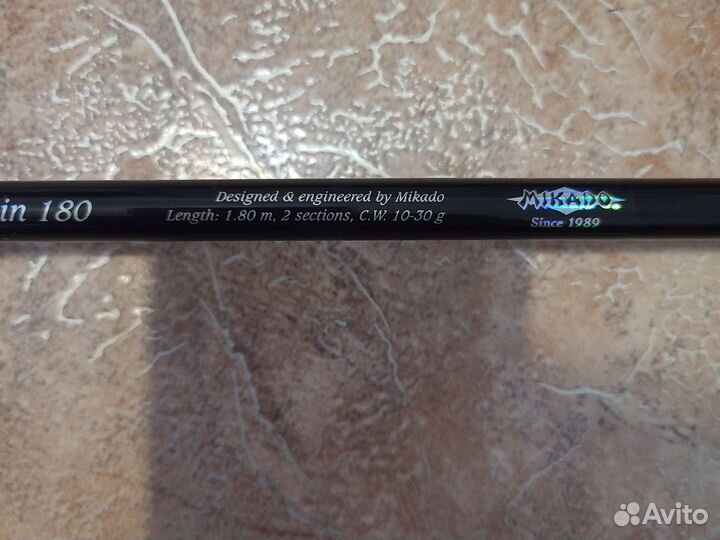 in 180
Designed & engineered by Mikado
Length: 1.80 m, 2 sections, C.W. 10-30 g
MIKADO
Since 1989
Avito